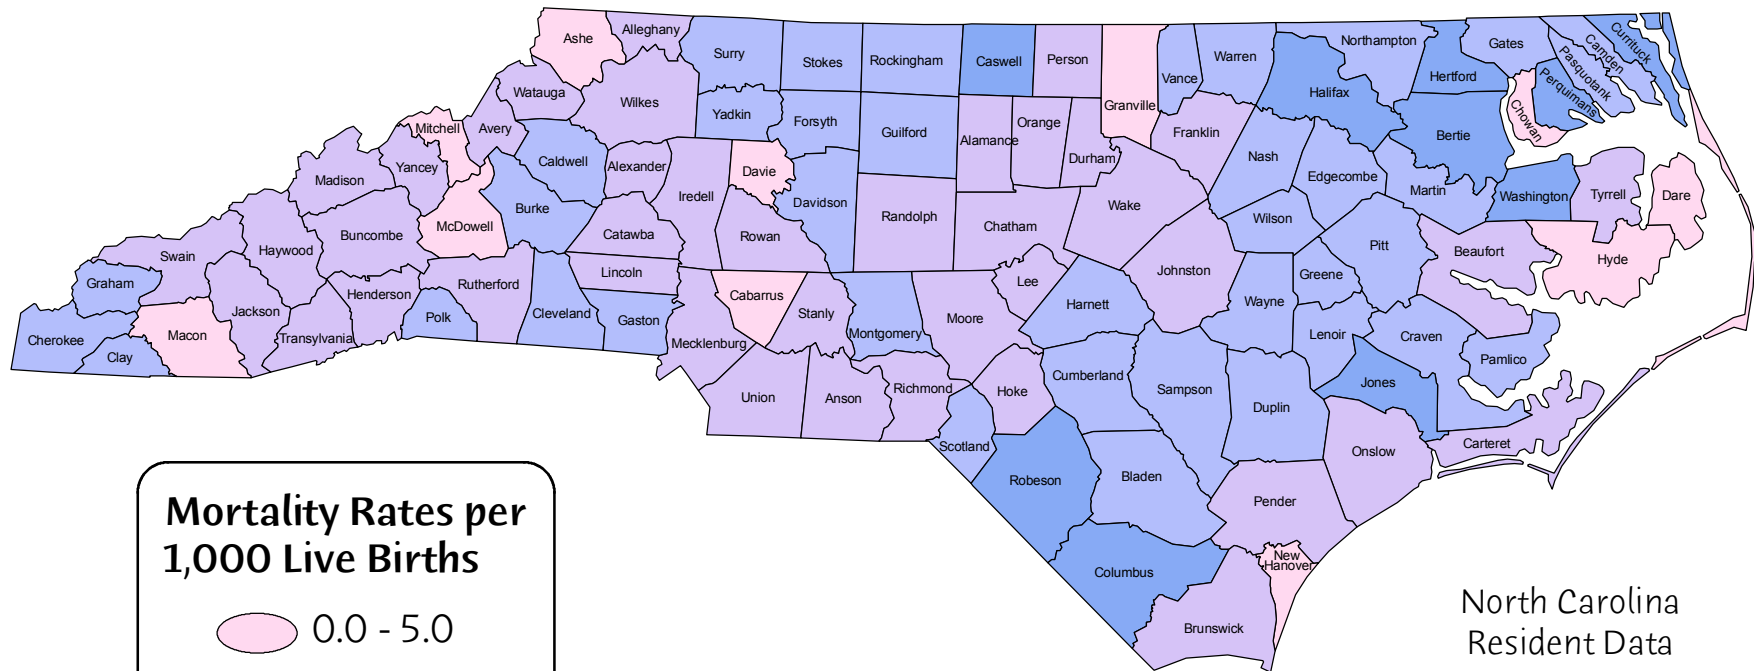 Ashe
Alleghany
Surry
Stokes
Rockingham
Caswell
Person
Granville
Vance
Warren
Northampton
Gates
Camden
Currituck
Pasquotank
Perquimans
Hertford
Halifax
Chowan
Bertie
Watauga
Wilkes
Yadkin
Forsyth
Guilford
Alamance
Orange
Durham
Franklin
Nash
Edgecombe
Martin
Washington
Tyrrell
Dare
Mitchell
Avery
Caldwell
Alexander
Iredell
Davie
Davidson
Randolph
Chatham
Wake
Wilson
Pitt
Beaufort
Hyde
Madison
Yancey
McDowell
Burke
Catawba
Rowan
Johnston
Greene
Swain
Haywood
Buncombe
Rutherford
Lincoln
Cabarrus
Stanly
Montgomery
Moore
Lee
Harnett
Wayne
Lenoir
Craven
Pamlico
Graham
Cherokee
Clay
Macon
Jackson
Transylvania
Henderson
Polk
Cleveland
Gaston
Mecklenburg
Union
Anson
Richmond
Hoke
Cumberland
Sampson
Duplin
Jones
Carteret
Onslow
Scotland
Robeson
Bladen
Pender
New
Hanover
Columbus
Brunswick
Mortality Rates per
1,000 Live Births
0.0 - 5.0
North Carolina
Resident Data